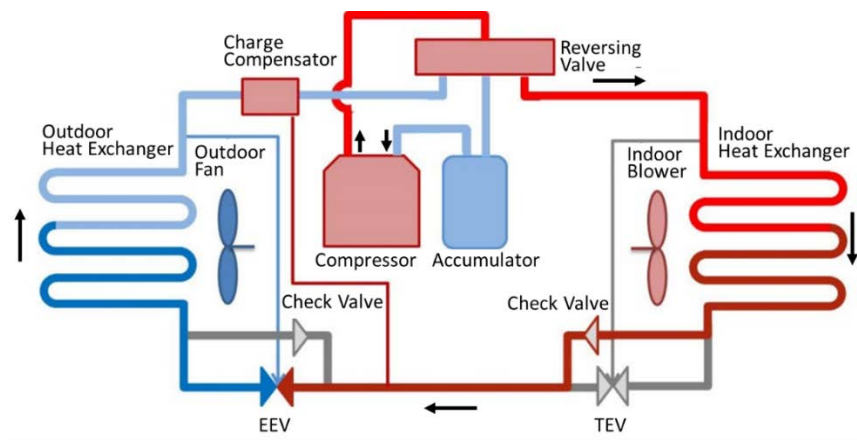 Charge
Compensator
Reversing
Valve
Outdoor
Heat Exchanger
Outdoor
Fan
Indoor
Blower
Indoor
Heat Exchanger
Compressor
Accumulator
Check Valve
Check Valve
EEV
TEV